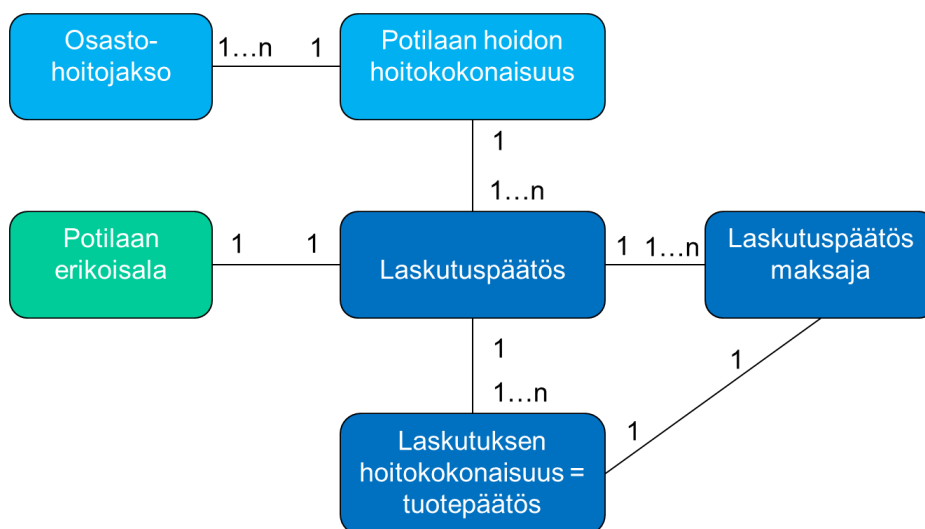 Osasto-
hoitojakso
1…n
1
Potilaan hoidon
hoitokokonaisuus
1
1…n
Potilaan
erikoisala
1
1
Laskutuspäätös
1
1…n
Laskutuspäätös
maksaja
1
1…n
1
1
Laskutuksen
hoitokokonaisuus =
tuotepäätös